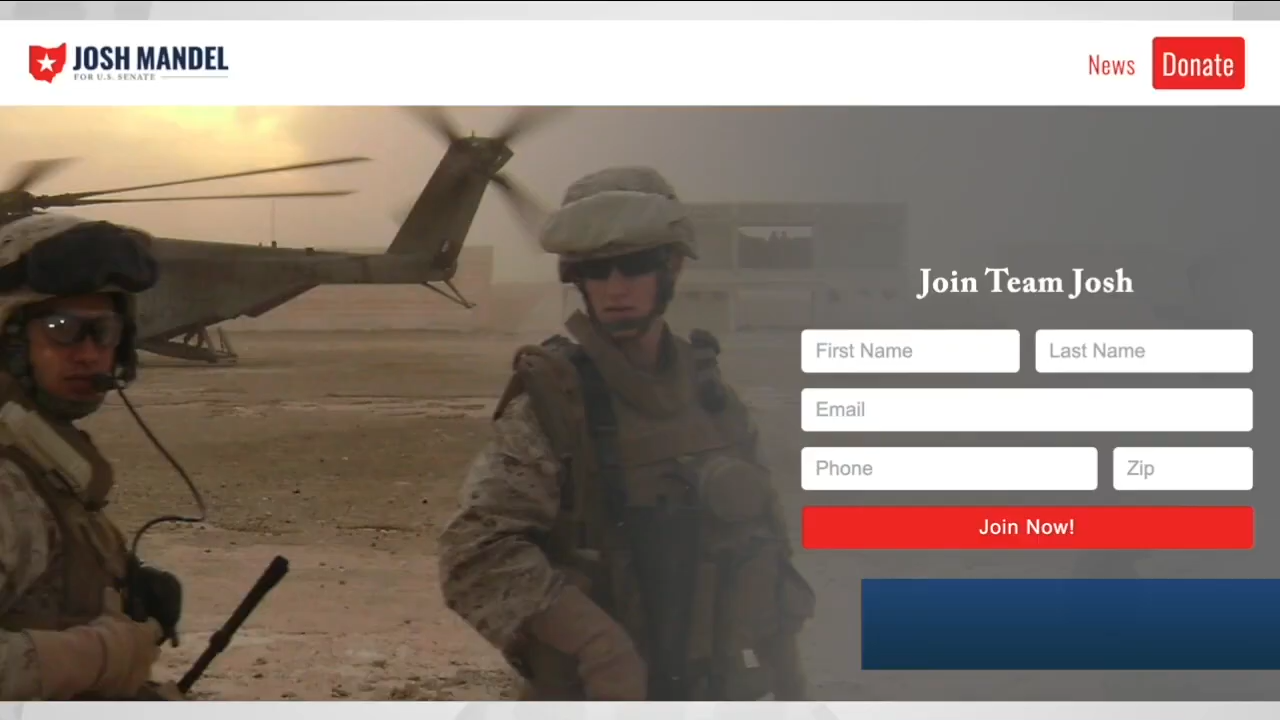 JOSH MANDEL
FOR U.S. SENATE
News
Donate
Join Team Josh
First Name
Last Name
Email
Phone
Zip
Join Now!